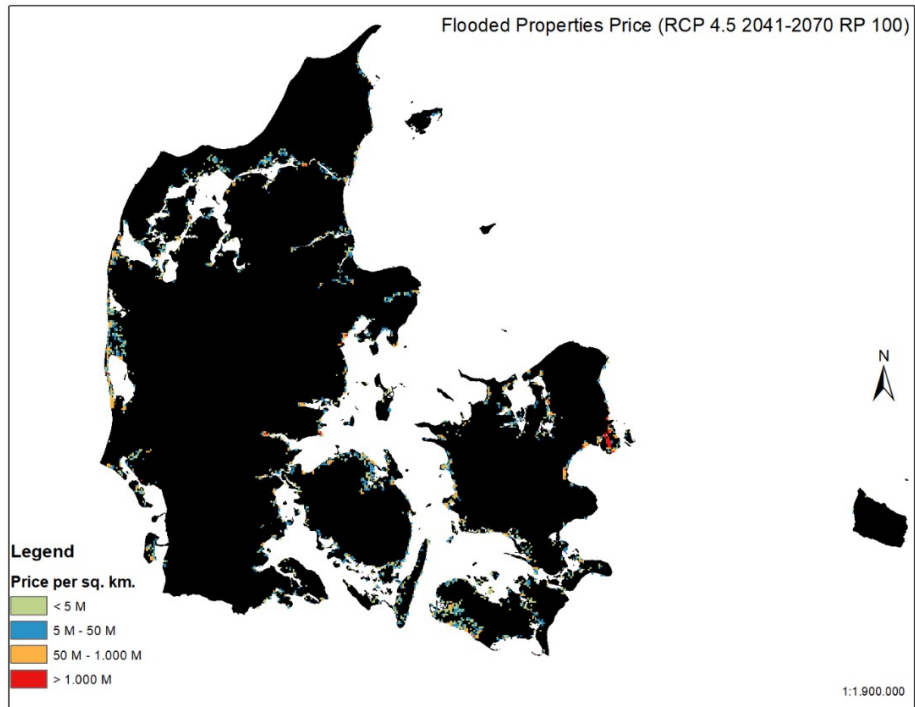 Flooded Properties Price (RCP 4.5 2041-2070 RP 100)
N
Legend
Price per sq. km.
< 5 M
5 M - 50 M
50 M - 1.000 M
> 1.000 M
1:1.900.000